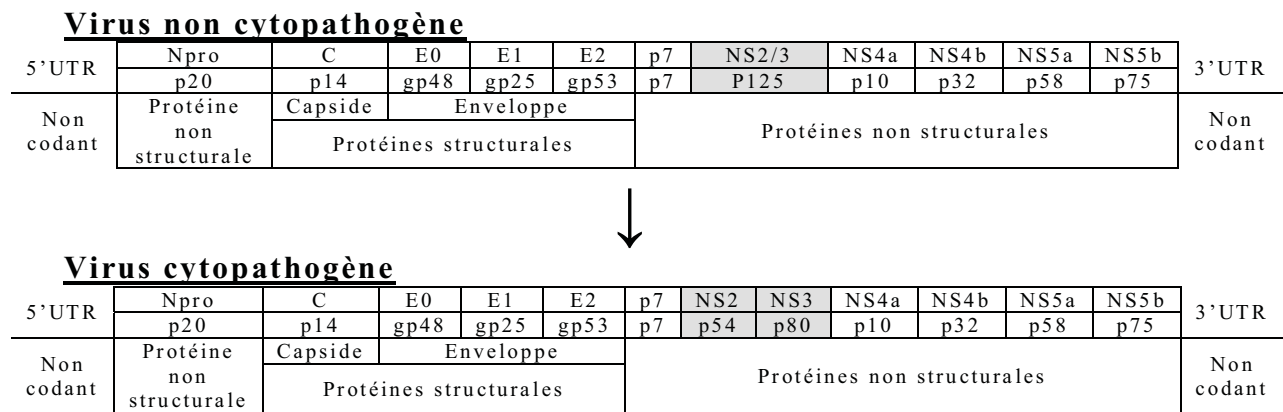 Virus non cytopathogène
5’UTR Npro C E0 E1 E2 p7 NS2/3 NS4a NS4b NS5a NS5b 3’UTR
p20 p14 gp48 gp25 gp53 p7 P125 p10 p32 p58 p75
Non codant Protéine non structurale Capside Enveloppe Protéines non structurales Non codant
Protéines structurales
Virus cytopathogène
5’UTR Npro C E0 E1 E2 p7 NS2 NS3 NS4a NS4b NS5a NS5b 3’UTR
p20 p14 gp48 gp25 gp53 p7 p54 p80 p10 p32 p58 p75
Non codant Protéine non structurale Capside Enveloppe Protéines non structurales Non codant
Protéines structurales